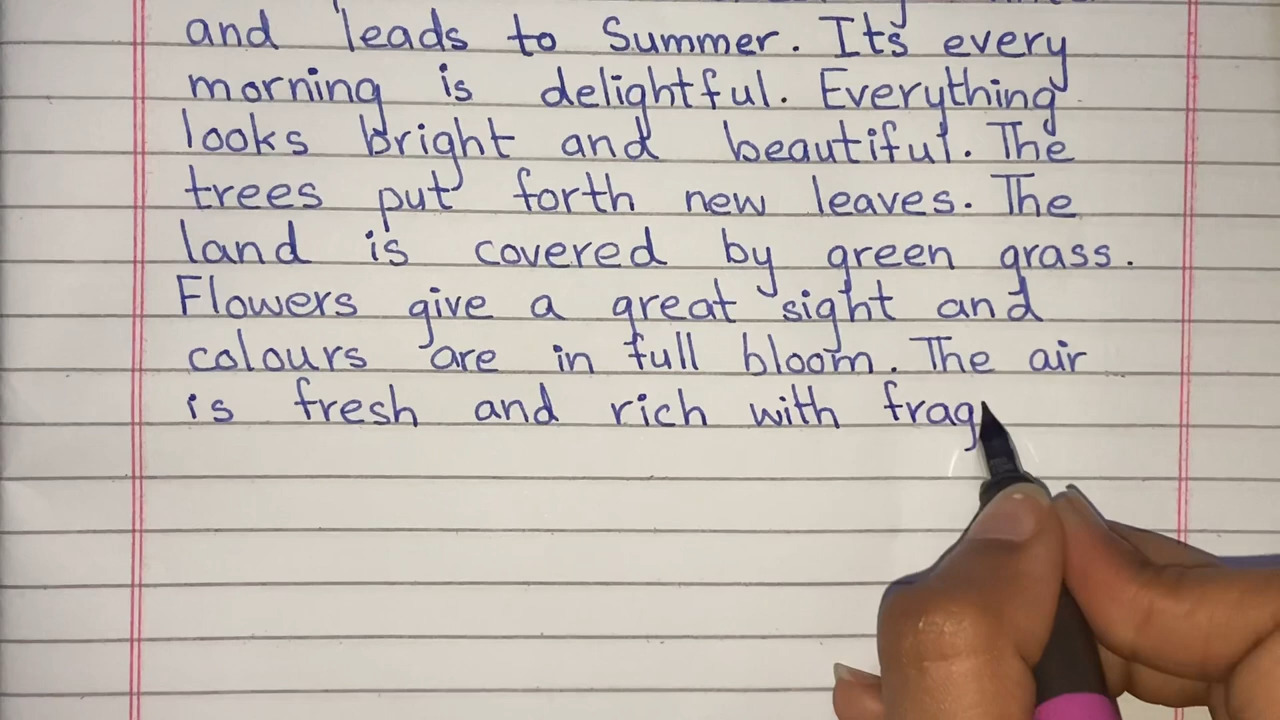 and leads to Summer. Its every
morning is delightful. Everything
looks bright and beautiful. The
trees put forth new leaves. The
land is covered by green grass.
Flowers give a great sight and
colours are in full bloom. The air
is fresh and rich with frag